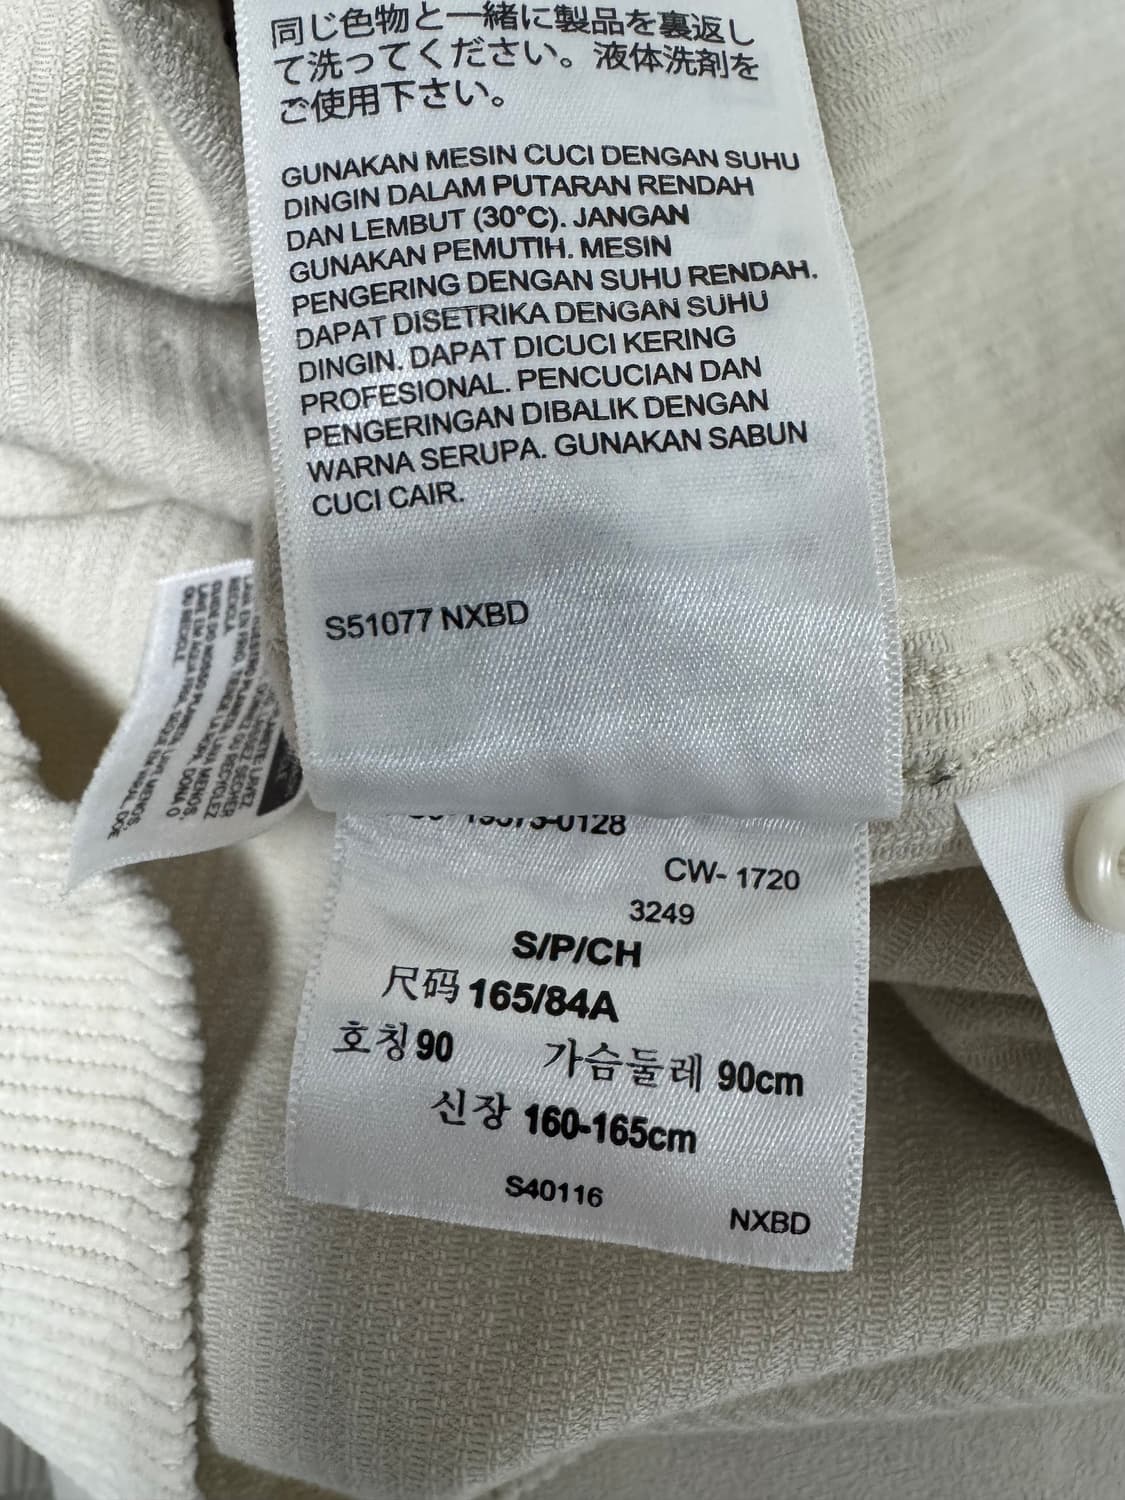 同じ色物と一緒に製品を裏返し
て洗ってください。液体洗剤を
ご使用下さい。
GUNAKAN MESIN CUCI DENGAN SUHU
DINGIN DALAM PUTARAN RENDAH
DAN LEMBUT (30°C). JANGAN
GUNAKAN PEMUTIH. MESIN
PENGERING DENGAN SUHU RENDAH.
DAPAT DISETRIKA DENGAN SUHU
DINGIN. DAPAT DICUCI KERING
PROFESIONAL. PENCUCIAN DAN
PENGERINGAN DIBALIK DENGAN
WARNA SERUPA. GUNAKAN SABUN
CUCI CAIR.
S51077 NXBD
CW- 1720
3249
S/P/CH
尺码 165/84A
호칭 90 가슴둘레 90cm
신장 160-165cm
S40116 NXBD